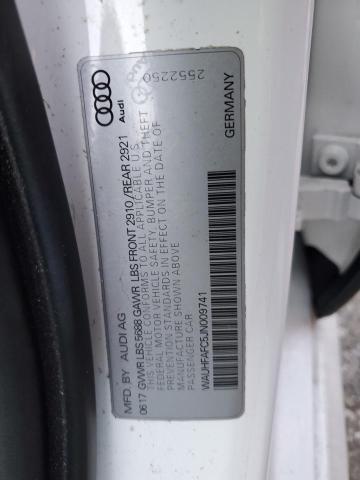 MFD. BY AUDI AG
0617 GVWR LBS 5688 GAWR LBS FRONT 2910/REAR 2921
THIS VEHICLE CONFORMS TO ALL APPLICABLE U.S.
FEDERAL MOTOR VEHICLE SAFETY, BUMPER AND THEFT
PREVENTION STANDARDS IN EFFECT ON THE DATE OF
MANUFACTURE SHOWN ABOVE
PASSENGER CAR
WAUHFAFC5JN009741
Audi
2552250
GERMANY